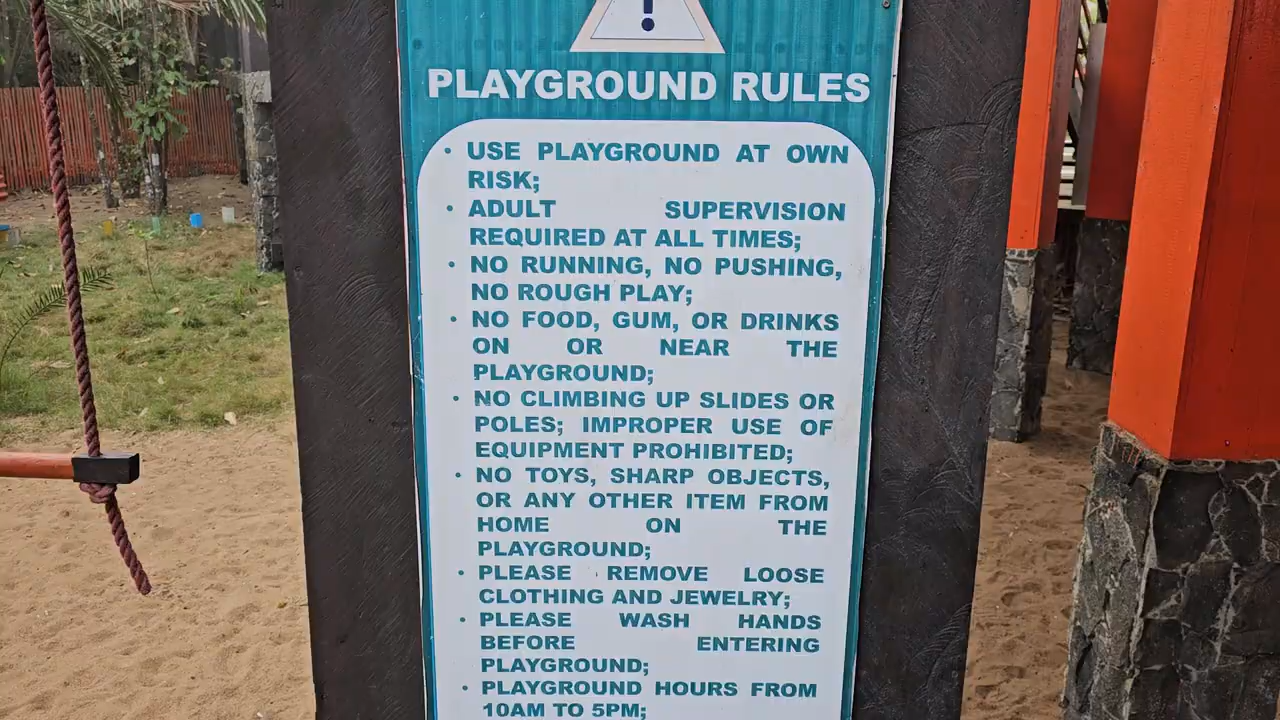 !
PLAYGROUND RULES
• USE PLAYGROUND AT OWN
RISK;
• ADULT SUPERVISION
REQUIRED AT ALL TIMES;
• NO RUNNING, NO PUSHING,
NO ROUGH PLAY;
• NO FOOD, GUM, OR DRINKS
ON OR NEAR THE
PLAYGROUND;
• NO CLIMBING UP SLIDES OR
POLES; IMPROPER USE OF
EQUIPMENT PROHIBITED;
• NO TOYS, SHARP OBJECTS,
OR ANY OTHER ITEM FROM
HOME ON THE
PLAYGROUND;
• PLEASE REMOVE LOOSE
CLOTHING AND JEWELRY;
• PLEASE WASH HANDS
BEFORE ENTERING
PLAYGROUND;
• PLAYGROUND HOURS FROM
10AM TO 5PM;